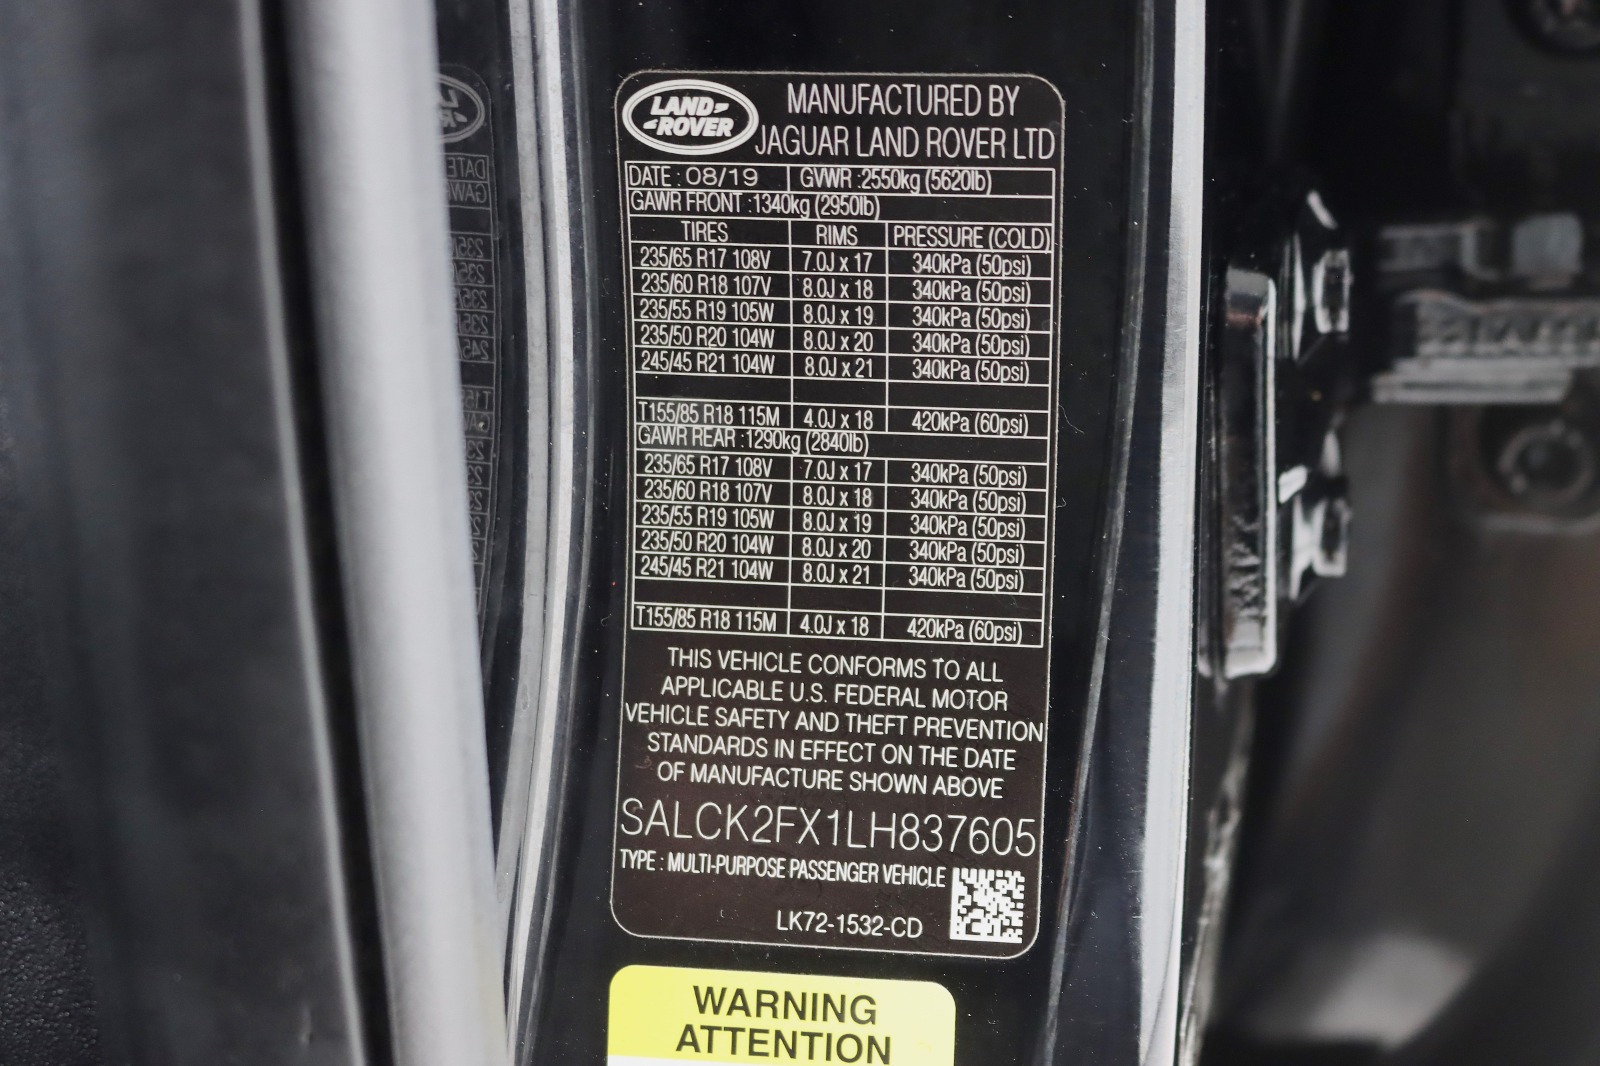 LAND-
-ROVER
MANUFACTURED BY
JAGUAR LAND ROVER LTD
DATE : 08/19 GVWR :2550kg (5620lb)
GAWR FRONT :1340kg (2950lb)
TIRES RIMS PRESSURE (COLD)
235/65 R17 108V 7.0J x 17 340kPa (50psi)
235/60 R18 107V 8.0J x 18 340kPa (50psi)
235/55 R19 105W 8.0J x 19 340kPa (50psi)
235/50 R20 104W 8.0J x 20 340kPa (50psi)
245/45 R21 104W 8.0J x 21 340kPa (50psi)
T155/85 R18 115M 4.0J x 18 420kPa (60psi)
GAWR REAR :1290kg (2840lb)
235/65 R17 108V 7.0J x 17 340kPa (50psi)
235/60 R18 107V 8.0J x 18 340kPa (50psi)
235/55 R19 105W 8.0J x 19 340kPa (50psi)
235/50 R20 104W 8.0J x 20 340kPa (50psi)
245/45 R21 104W 8.0J x 21 340kPa (50psi)
T155/85 R18 115M 4.0J x 18 420kPa (60psi)
THIS VEHICLE CONFORMS TO ALL
APPLICABLE U.S. FEDERAL MOTOR
VEHICLE SAFETY AND THEFT PREVENTION
STANDARDS IN EFFECT ON THE DATE
OF MANUFACTURE SHOWN ABOVE
SALCK2FX1LH837605
TYPE : MULTI-PURPOSE PASSENGER VEHICLE
LK72-1532-CD
WARNING
ATTENTION